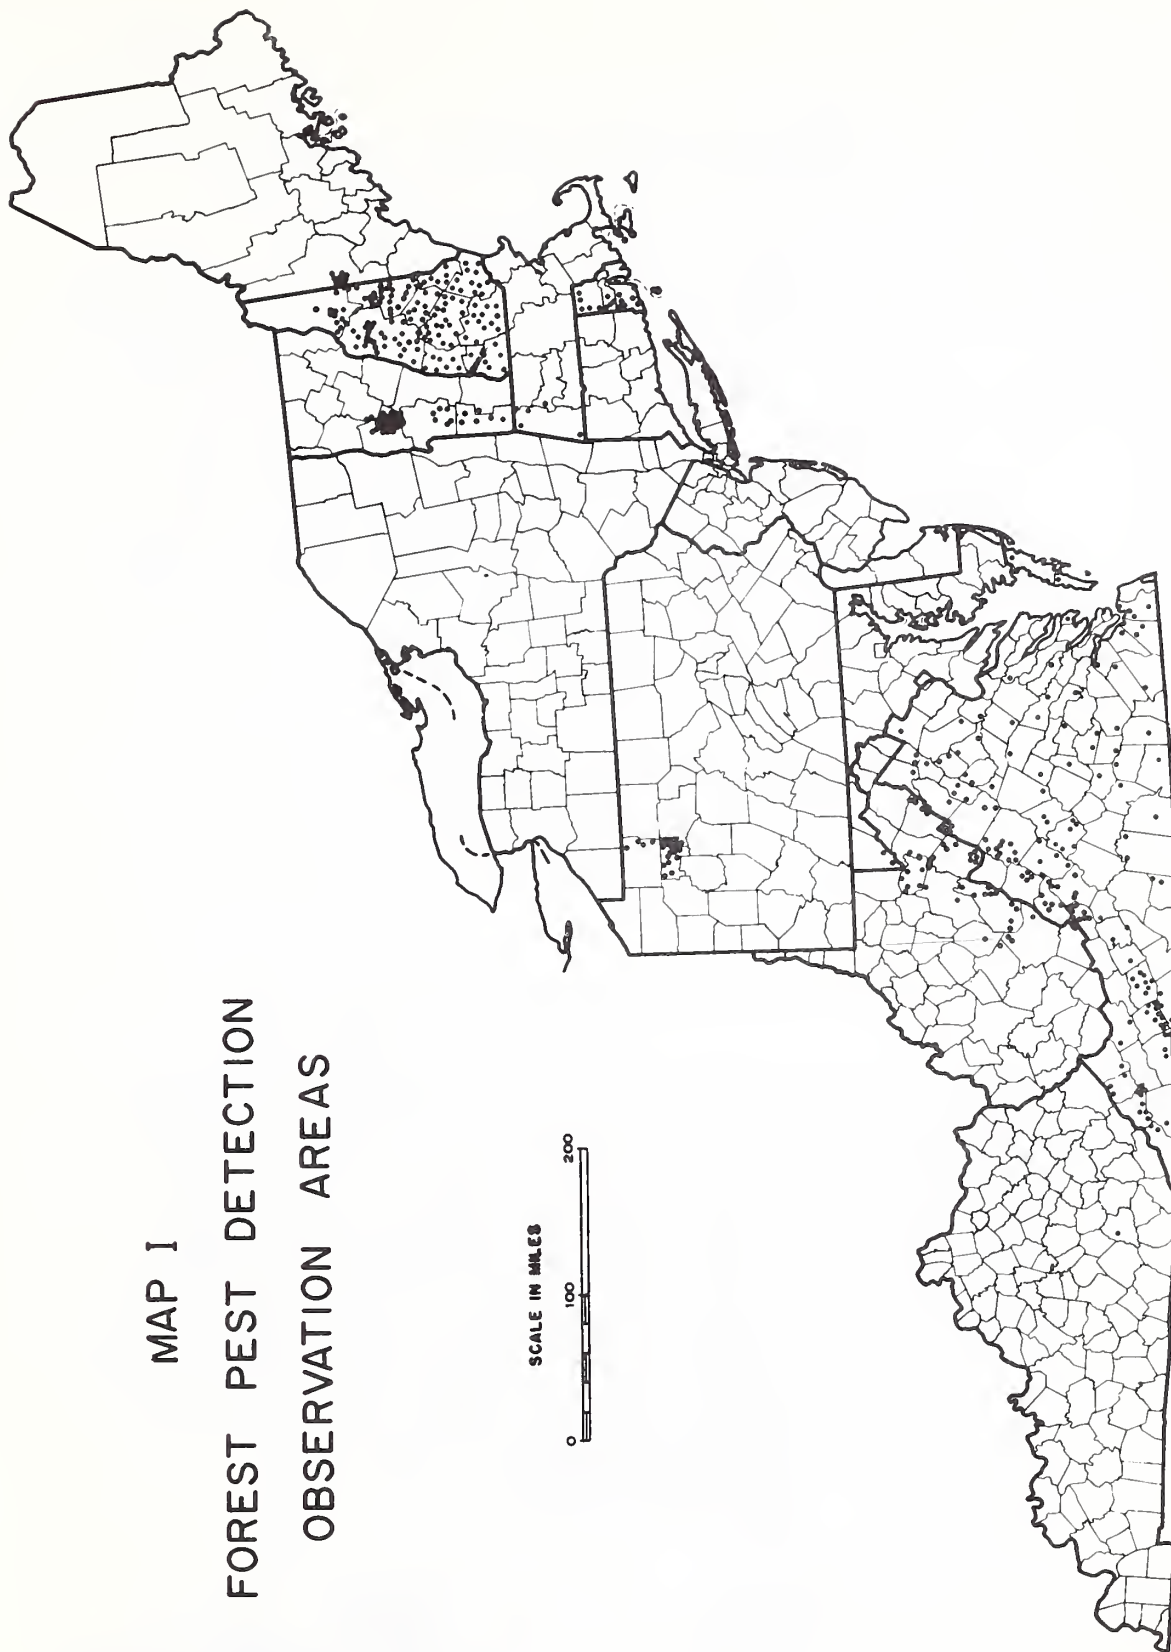 MAP I
FOREST PEST DETECTION
OBSERVATION AREAS
SCALE IN MILES
0 100 200